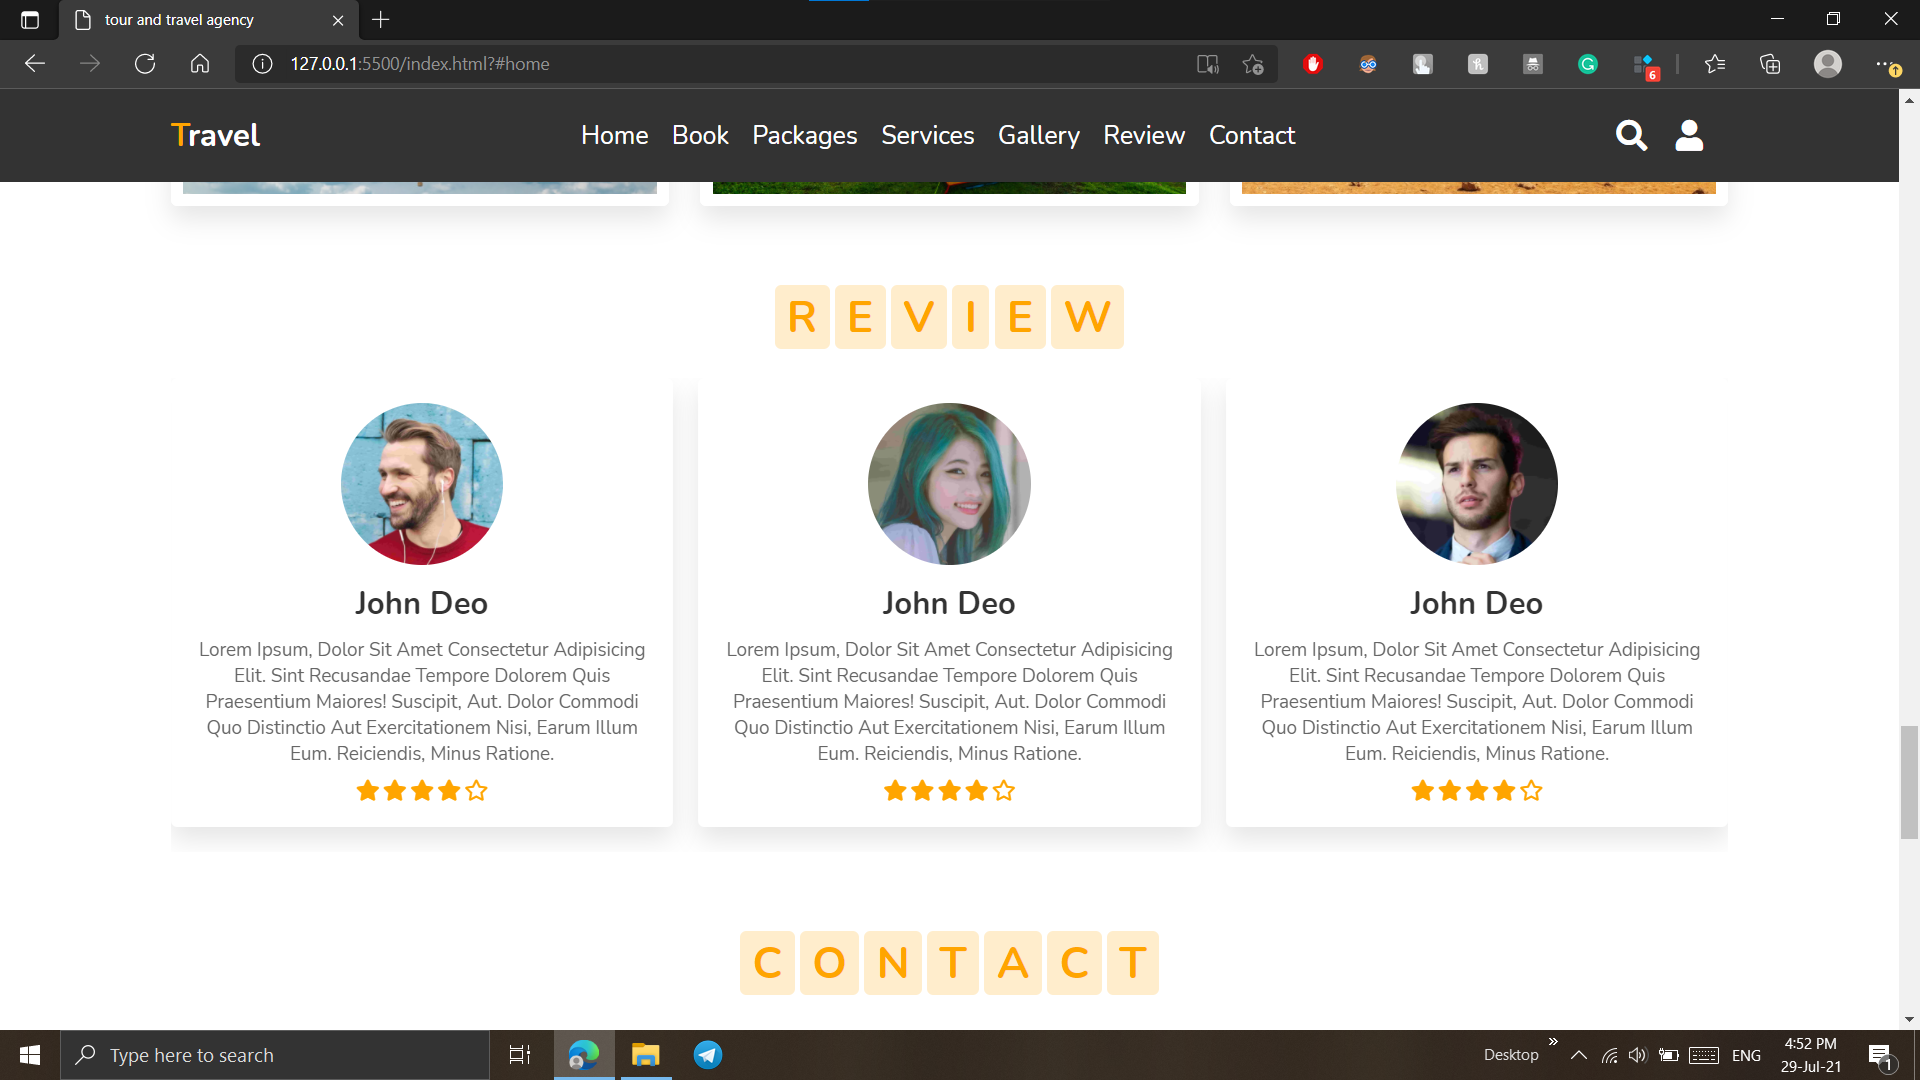 tour and travel agency
127.0.0.1:5500/index.html?#home
6
Travel
Home Book Packages Services Gallery Review Contact
REVIEW
John Deo
Lorem Ipsum, Dolor Sit Amet Consectetur Adipisicing
Elit. Sint Recusandae Tempore Dolorem Quis
Praesentium Maiores! Suscipit, Aut. Dolor Commodi
Quo Distinctio Aut Exercitationem Nisi, Earum Illum
Eum. Reiciendis, Minus Ratione.
John Deo
Lorem Ipsum, Dolor Sit Amet Consectetur Adipisicing
Elit. Sint Recusandae Tempore Dolorem Quis
Praesentium Maiores! Suscipit, Aut. Dolor Commodi
Quo Distinctio Aut Exercitationem Nisi, Earum Illum
Eum. Reiciendis, Minus Ratione.
John Deo
Lorem Ipsum, Dolor Sit Amet Consectetur Adipisicing
Elit. Sint Recusandae Tempore Dolorem Quis
Praesentium Maiores! Suscipit, Aut. Dolor Commodi
Quo Distinctio Aut Exercitationem Nisi, Earum Illum
Eum. Reiciendis, Minus Ratione.
CONTACT
Type here to search
Desktop
ENG
4:52 PM
29-Jul-21
1